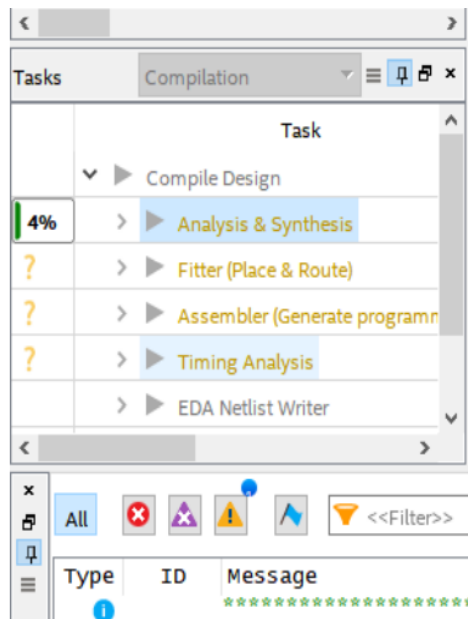 Tasks Compilation
Task
Compile Design
4% Analysis & Synthesis
? Fitter (Place & Route)
? Assembler (Generate programm
? Timing Analysis
EDA Netlist Writer
All <<Filter>>
Type ID Message
**********************